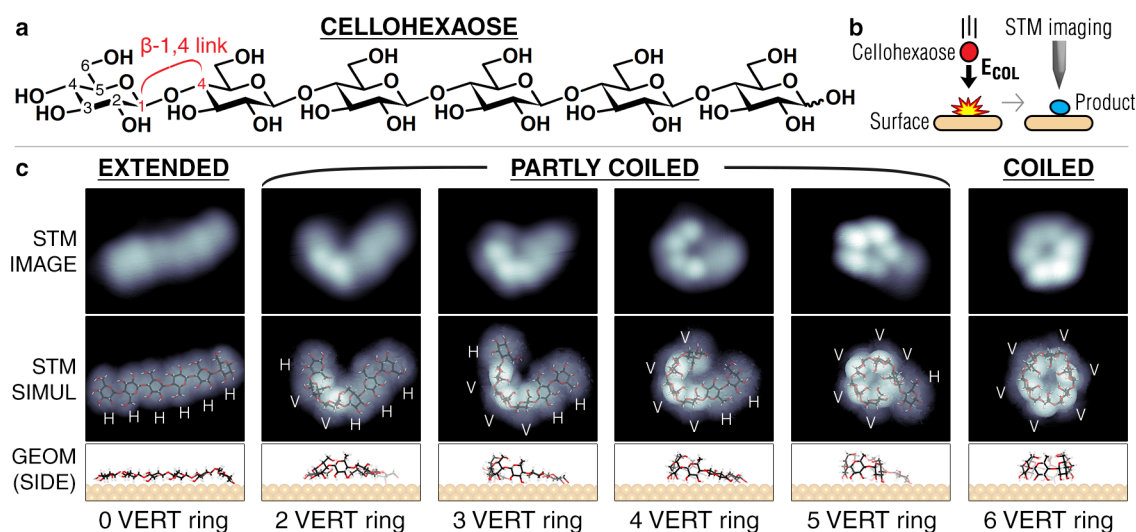 a CELLOHEXAOSE
β-1,4 link
OH OH OH OH OH OH
6
4 5 O O O O O O
HO 3 2 1 O 4 O O O O OH
HO OH HO OH HO OH HO OH HO OH HO OH
b
STM imaging
Cellohexaose
E_COL
Product
Surface
c EXTENDED PARTLY COILED COILED
STM
IMAGE
STM
SIMUL
H H H H H H
H V V H H H
H V V V H H
V V V V H H
V V V V V H
V V V V V V
GEOM
(SIDE)
0 VERT ring 2 VERT ring 3 VERT ring 4 VERT ring 5 VERT ring 6 VERT ring